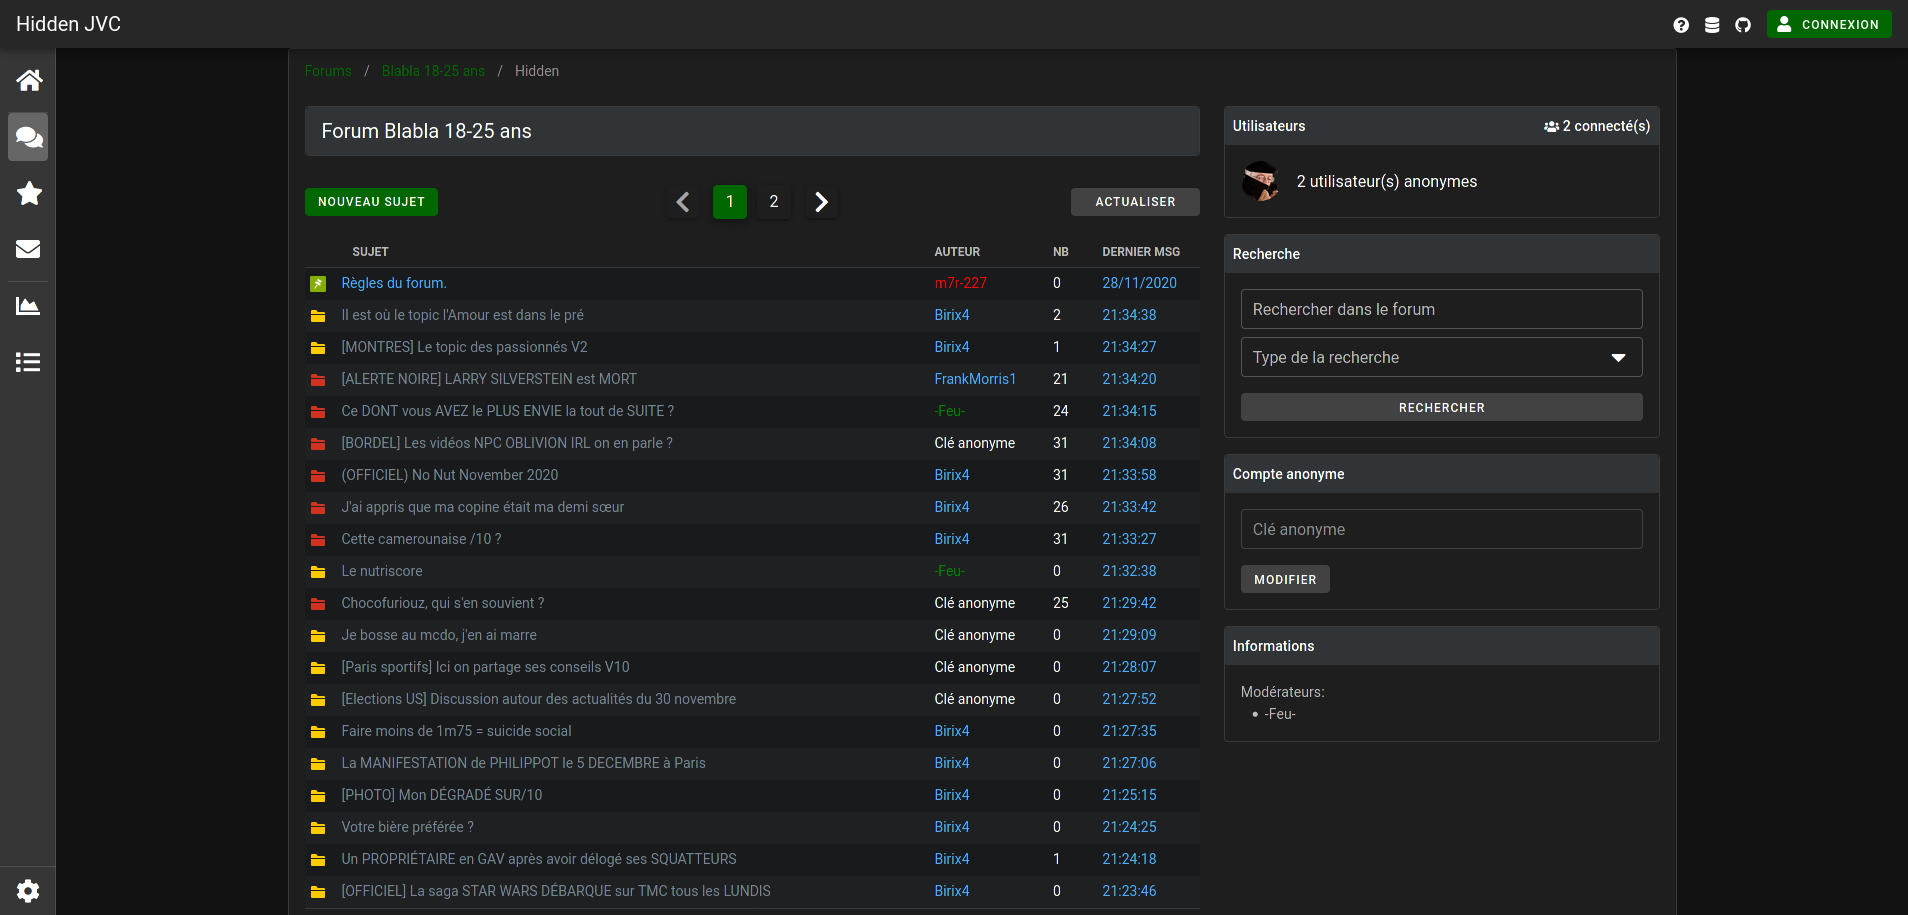 Hidden JVC
CONNEXION
Forums / Blabla 18-25 ans / Hidden
Forum Blabla 18-25 ans
NOUVEAU SUJET
1 2
ACTUALISER
SUJET AUTEUR NB DERNIER MSG
Règles du forum. m7r-227 0 28/11/2020
Il est où le topic l'Amour est dans le pré Birix4 2 21:34:38
[MONTRES] Le topic des passionnés V2 Birix4 1 21:34:27
[ALERTE NOIRE] LARRY SILVERSTEIN est MORT FrankMorris1 21 21:34:20
Ce DONT vous AVEZ le PLUS ENVIE la tout de SUITE ? -Feu- 24 21:34:15
[BORDEL] Les vidéos NPC OBLIVION IRL on en parle ? Clé anonyme 31 21:34:08
(OFFICIEL) No Nut November 2020 Birix4 31 21:33:58
J'ai appris que ma copine était ma demi sœur Birix4 26 21:33:42
Cette camerounaise /10 ? Birix4 31 21:33:27
Le nutriscore -Feu- 0 21:32:38
Chocofuriouz, qui s'en souvient ? Clé anonyme 25 21:29:42
Je bosse au mcdo, j'en ai marre Clé anonyme 0 21:29:09
[Paris sportifs] Ici on partage ses conseils V10 Clé anonyme 0 21:28:07
[Elections US] Discussion autour des actualités du 30 novembre Clé anonyme 0 21:27:52
Faire moins de 1m75 = suicide social Birix4 0 21:27:35
La MANIFESTATION de PHILIPPOT le 5 DECEMBRE à Paris Birix4 0 21:27:06
[PHOTO] Mon DÉGRADÉ SUR/10 Birix4 0 21:25:15
Votre bière préférée ? Birix4 0 21:24:25
Un PROPRIÉTAIRE en GAV après avoir délogé ses SQUATTEURS Birix4 1 21:24:18
[OFFICIEL] La saga STAR WARS DÉBARQUE sur TMC tous les LUNDIS Birix4 0 21:23:46
Utilisateurs 2 connecté(s)
2 utilisateur(s) anonymes
Recherche
Rechercher dans le forum
Type de la recherche
RECHERCHER
Compte anonyme
Clé anonyme
MODIFIER
Informations
Modérateurs:
• -Feu-